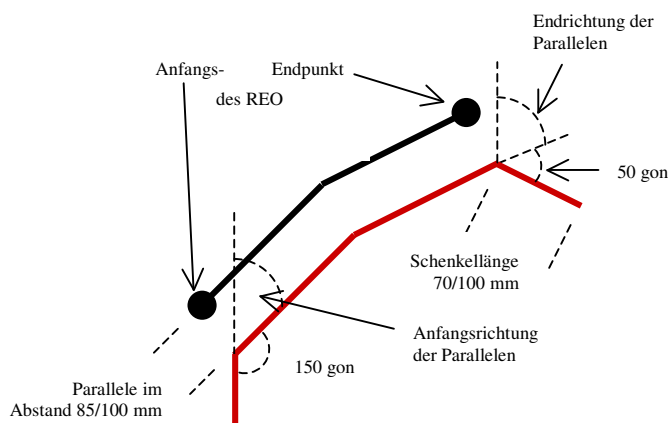 Endrichtung der
Parallelen
Anfangs-
des REO
Endpunkt
50 gon
Schenkellänge
70/100 mm
Anfangsrichtung
der Parallelen
150 gon
Parallele im
Abstand 85/100 mm